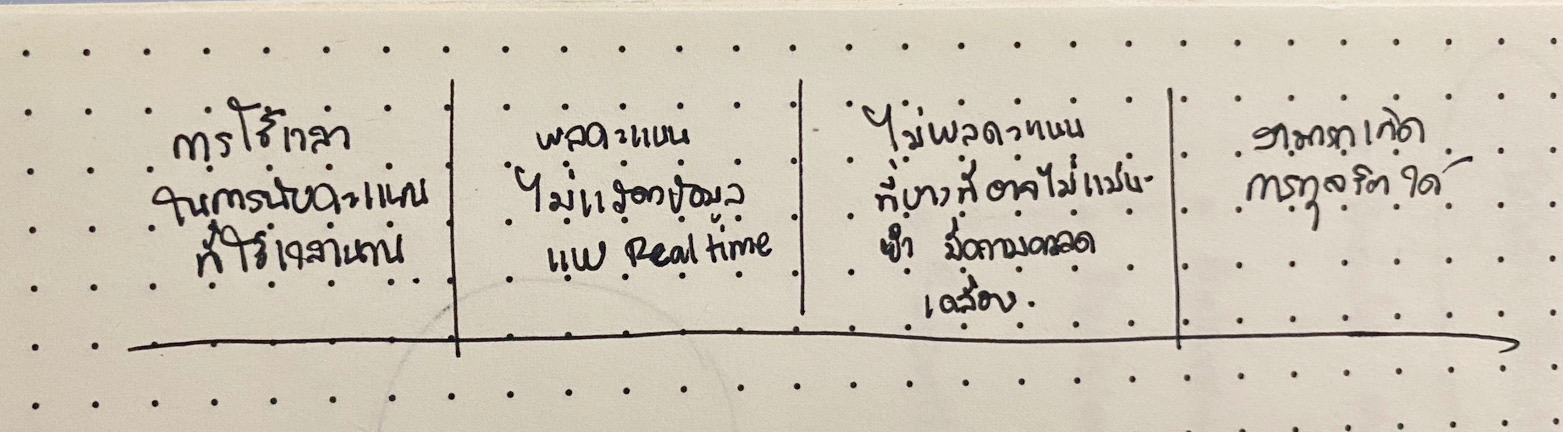 การใช้เวลา
ในการนับคะแนน
ที่ใช้เวลานาน
ผลคะแนน
ไม่แจ้งข้อมูล
แบบ Real time
ไม่ผลคะแนน
ที่บางที่อาจไม่แม่น-
ยำ มีความคลาด
เคลื่อน.
สามารถเกิด
การทุจริตได้